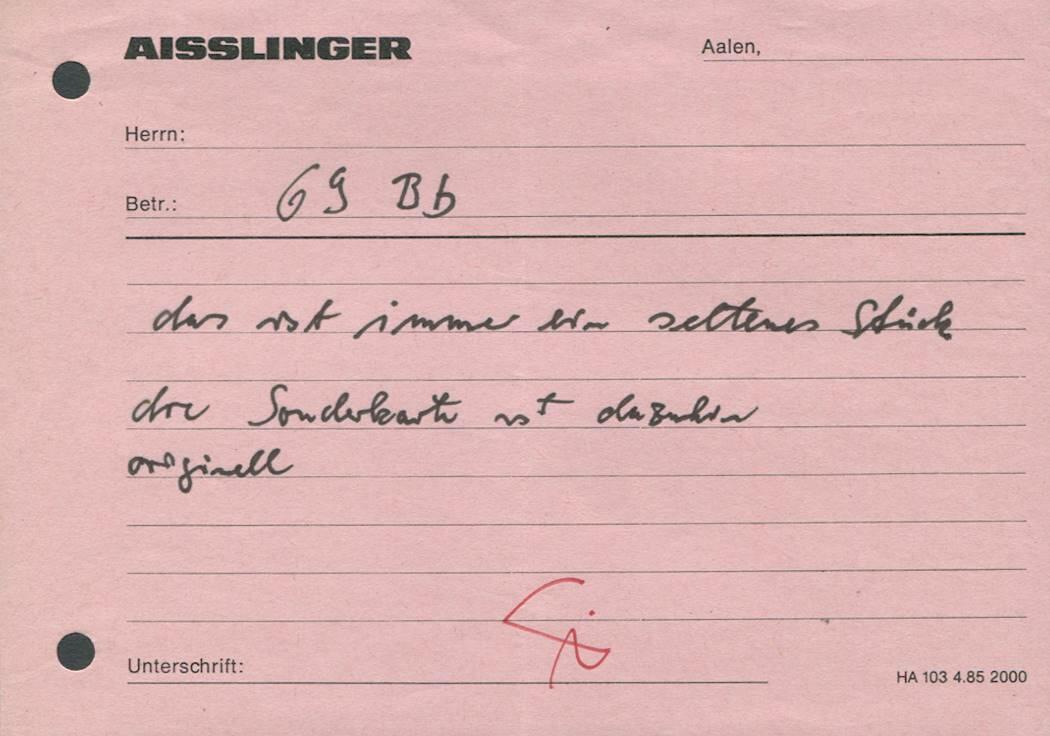 AISSLINGER
Aalen,
Herrn:
Betr.: 69 Bb
das ist immer ein seltenes Stück
die Sonderkarte ist dazuhin
originell
Unterschrift:
HA 103 4.85 2000